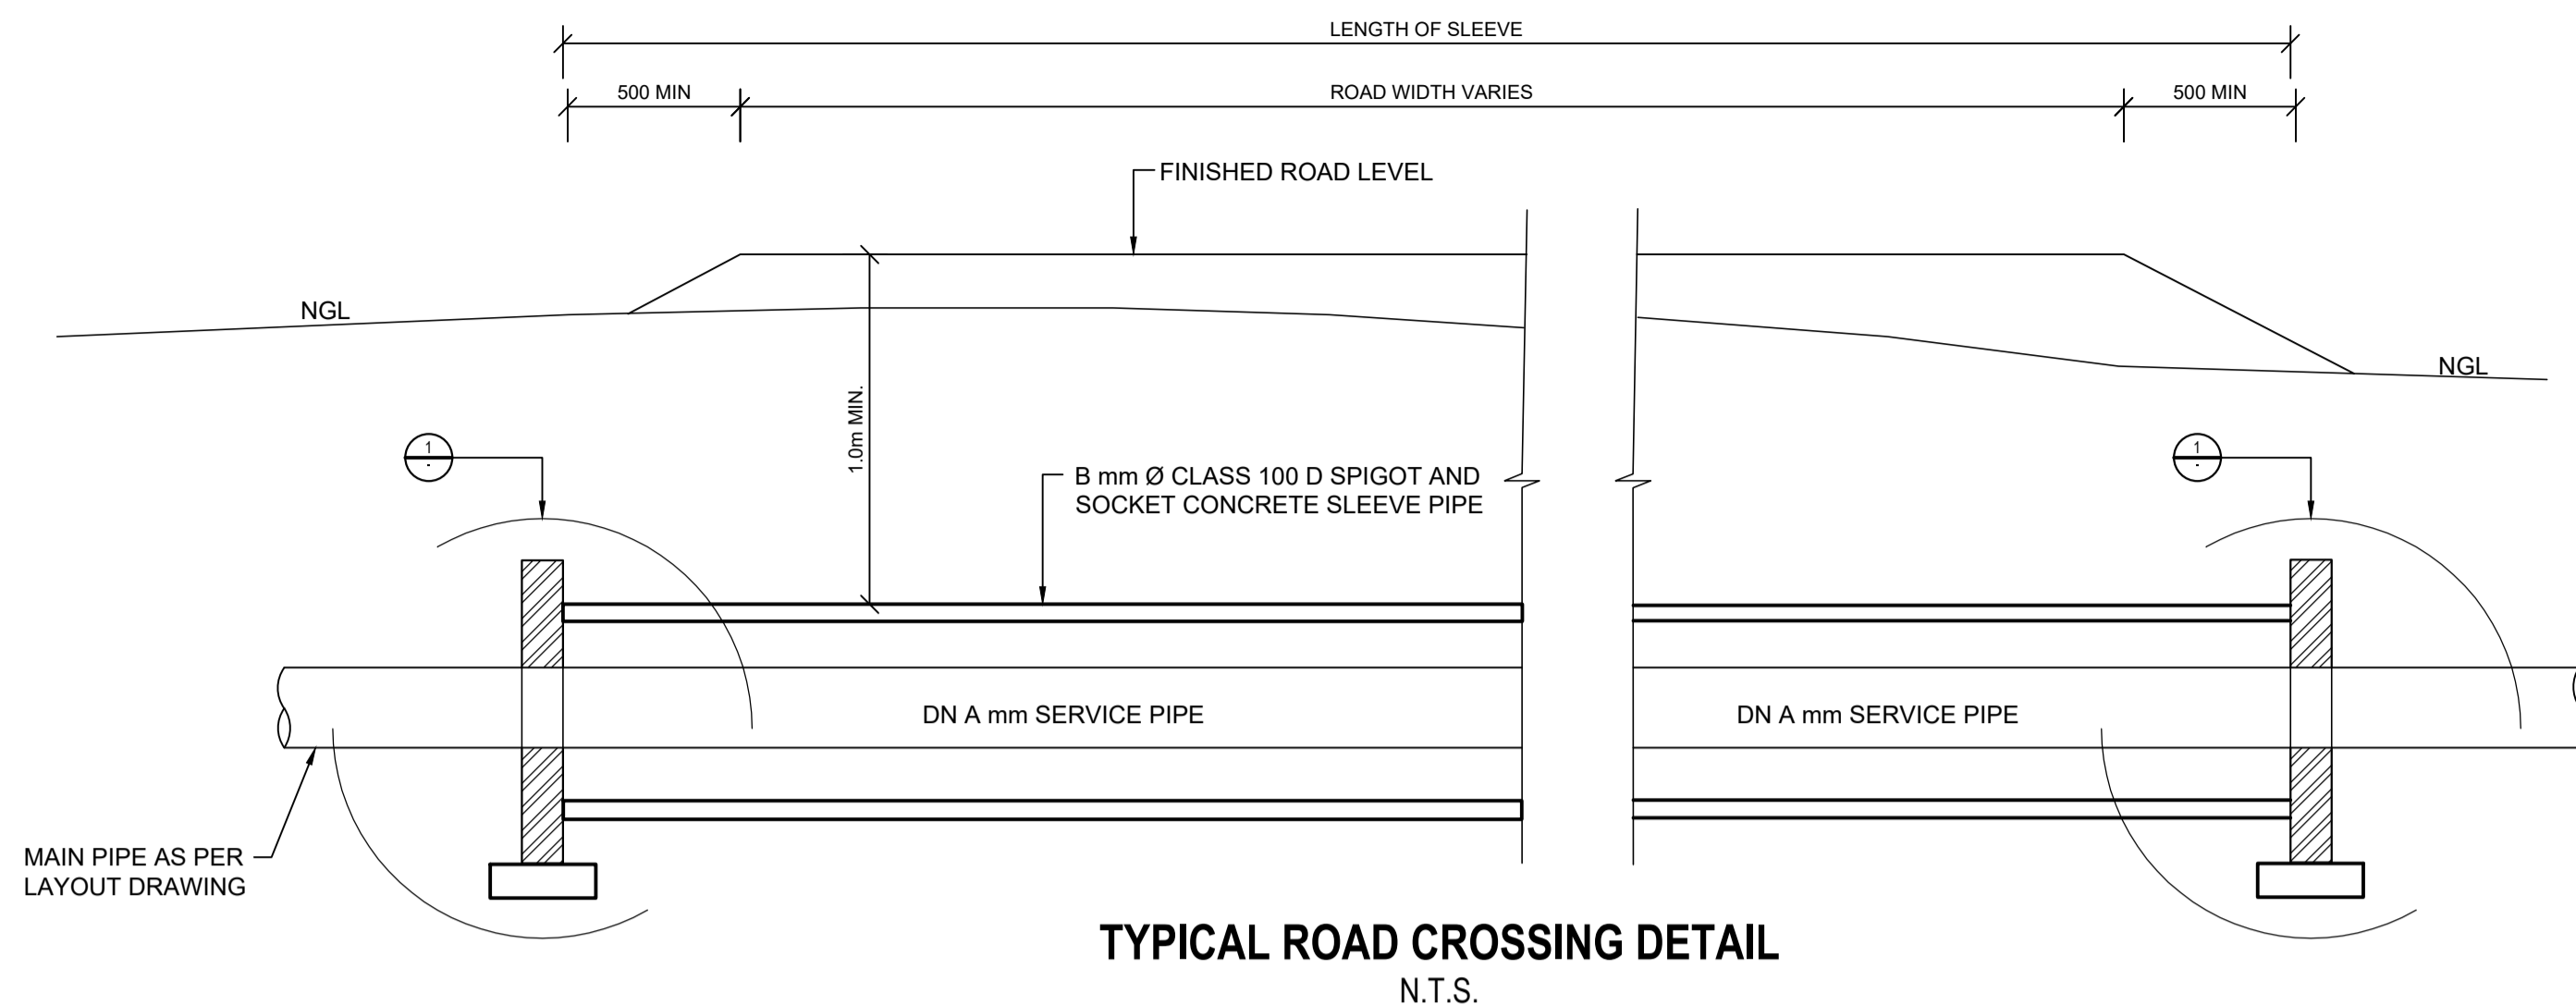 LENGTH OF SLEEVE
500 MIN
ROAD WIDTH VARIES
500 MIN
FINISHED ROAD LEVEL
NGL
NGL
1.0m MIN.
1
-
1
-
B mm Ø CLASS 100 D SPIGOT AND
SOCKET CONCRETE SLEEVE PIPE
DN A mm SERVICE PIPE
DN A mm SERVICE PIPE
MAIN PIPE AS PER
LAYOUT DRAWING
TYPICAL ROAD CROSSING DETAIL
N.T.S.